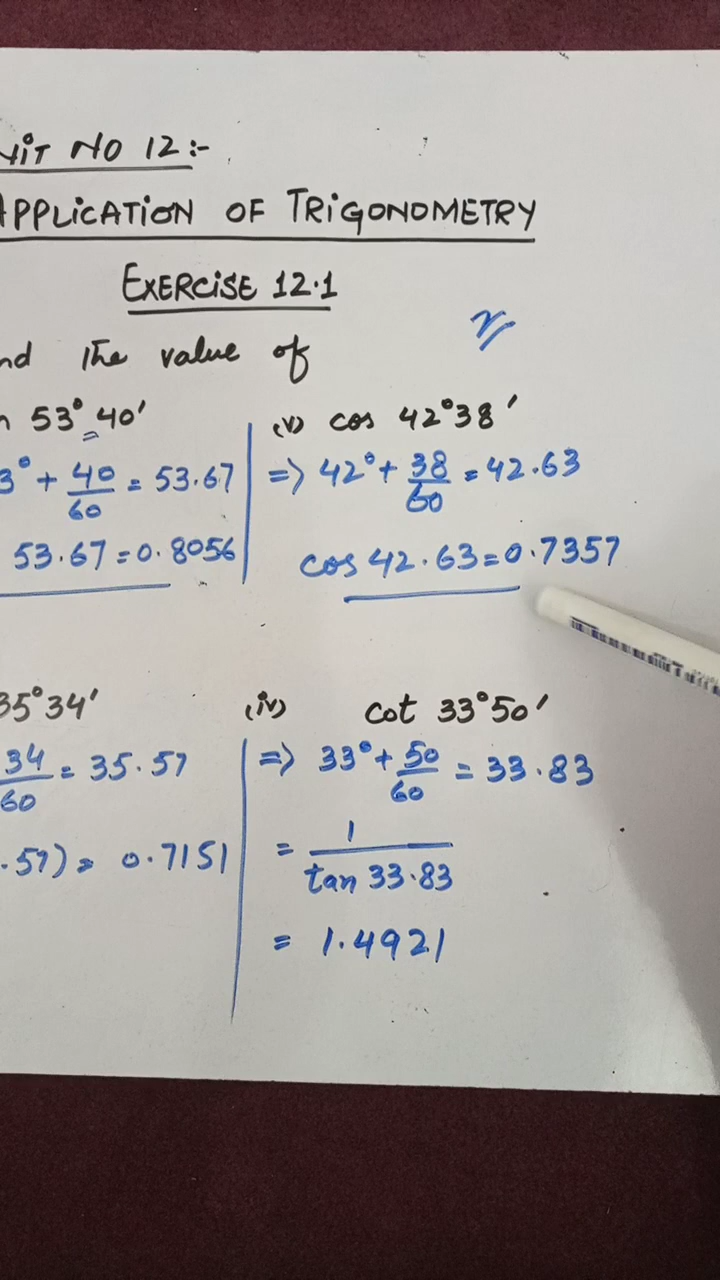 NIT NO 12:-
APPLICATION OF TRIGONOMETRY
EXERCISE 12.1
nd the value of
n 53° 40'
3° + 40/60 = 53.67
53.67 = 0.8056
(v) cos 42°38'
=> 42° + 38/60 = 42.63
cos 42.63 = 0.7357
35°34'
34/60 = 35.57
.57) = 0.7151
(iv) cot 33°50'
=> 33° + 50/60 = 33.83
= 1/tan 33.83
= 1.4921